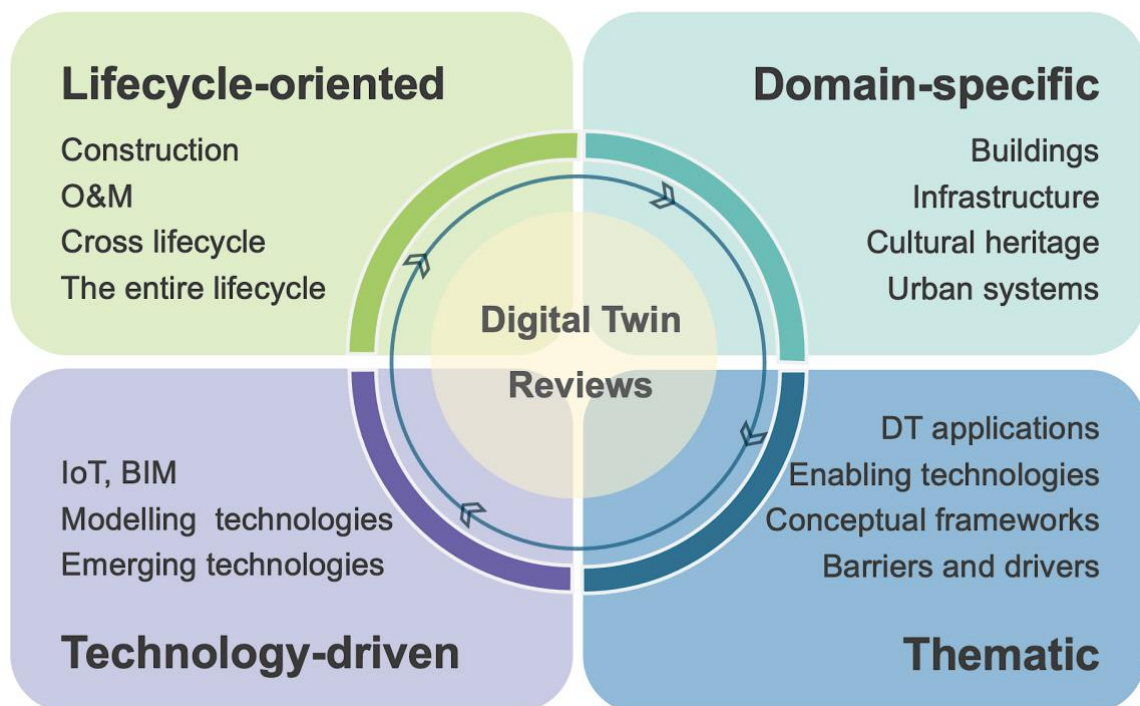 Lifecycle-oriented
Construction
O&M
Cross lifecycle
The entire lifecycle
Domain-specific
Buildings
Infrastructure
Cultural heritage
Urban systems
Digital Twin
Reviews
IoT, BIM
Modelling technologies
Emerging technologies
Technology-driven
DT applications
Enabling technologies
Conceptual frameworks
Barriers and drivers
Thematic